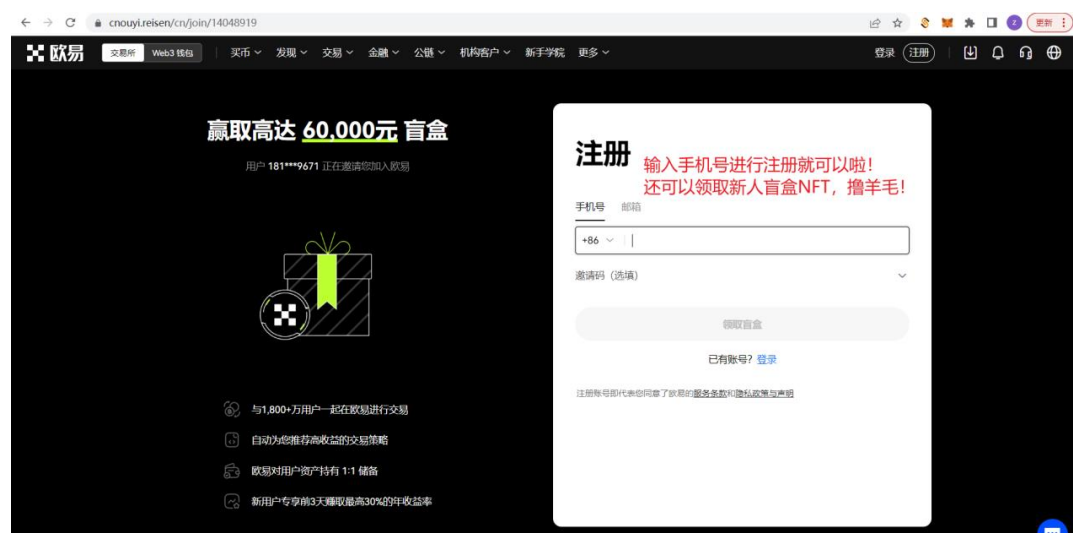 cnouyi.reisen/cn/join/14048919
更新
欧易 交易所 Web3 钱包 买币 发现 交易 金融 公链 机构客户 新手学院 更多 登录 注册
赢取高达 60,000元 盲盒
用户 181***9671 正在邀请您加入欧易
与1,800+万用户一起在欧易进行交易
自动为您推荐高收益的交易策略
欧易对用户资产持有 1:1 储备
新用户专享前3天赚取最高30%的年收益率
注册
输入手机号进行注册就可以啦！
还可以领取新人盲盒NFT，撸羊毛！
手机号 邮箱
+86
邀请码（选填）
领取盲盒
已有账号? 登录
注册账号即代表您同意了欧易的服务条款和隐私政策与声明